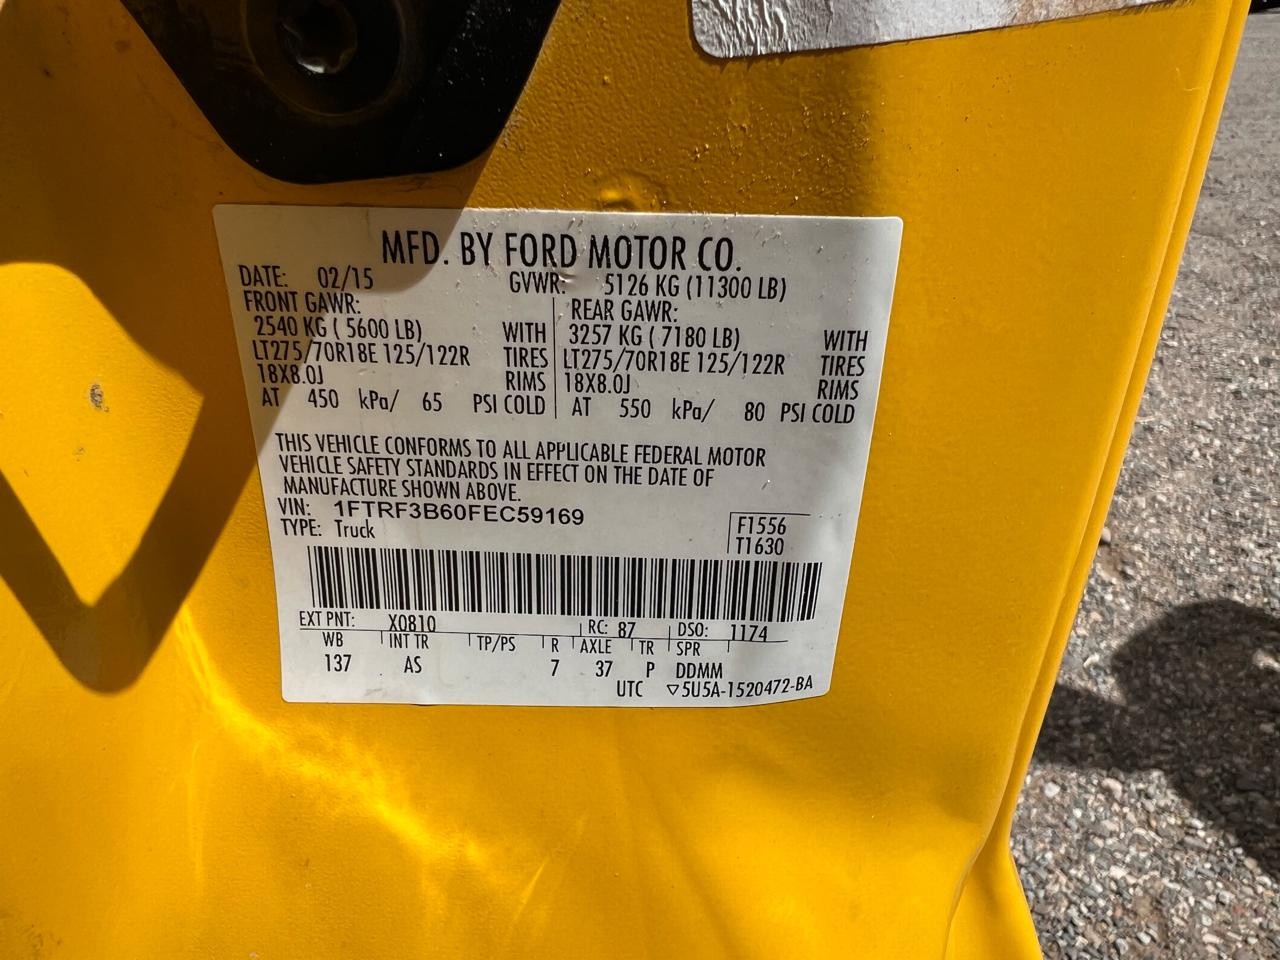 MFD. BY FORD MOTOR CO.
DATE: 02/15 GVWR: 5126 KG (11300 LB)
FRONT GAWR: REAR GAWR:
2540 KG ( 5600 LB) WITH 3257 KG ( 7180 LB) WITH
LT275/70R18E 125/122R TIRES LT275/70R18E 125/122R TIRES
18X8.0J RIMS 18X8.0J RIMS
AT 450 kPa/ 65 PSI COLD AT 550 kPa/ 80 PSI COLD
THIS VEHICLE CONFORMS TO ALL APPLICABLE FEDERAL MOTOR
VEHICLE SAFETY STANDARDS IN EFFECT ON THE DATE OF
MANUFACTURE SHOWN ABOVE.
VIN: 1FTRF3B60FEC59169
TYPE: Truck
F1556
T1630
EXT PNT: X0810 RC: 87 DSO: 1174
WB INT TR TP/PS R AXLE TR SPR
137 AS 7 37 P DDMM
UTC ▽5U5A-1520472-BA